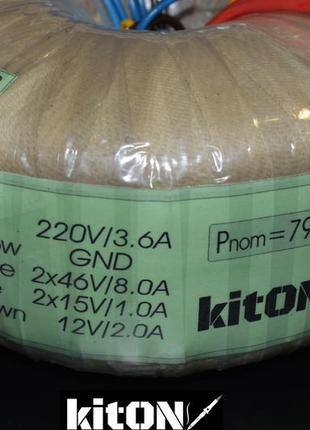 220V/3.6A
GND
2x46V/8.0A
2x15V/1.0A
12V/2.0A
Pnom=79
kitON
kitON